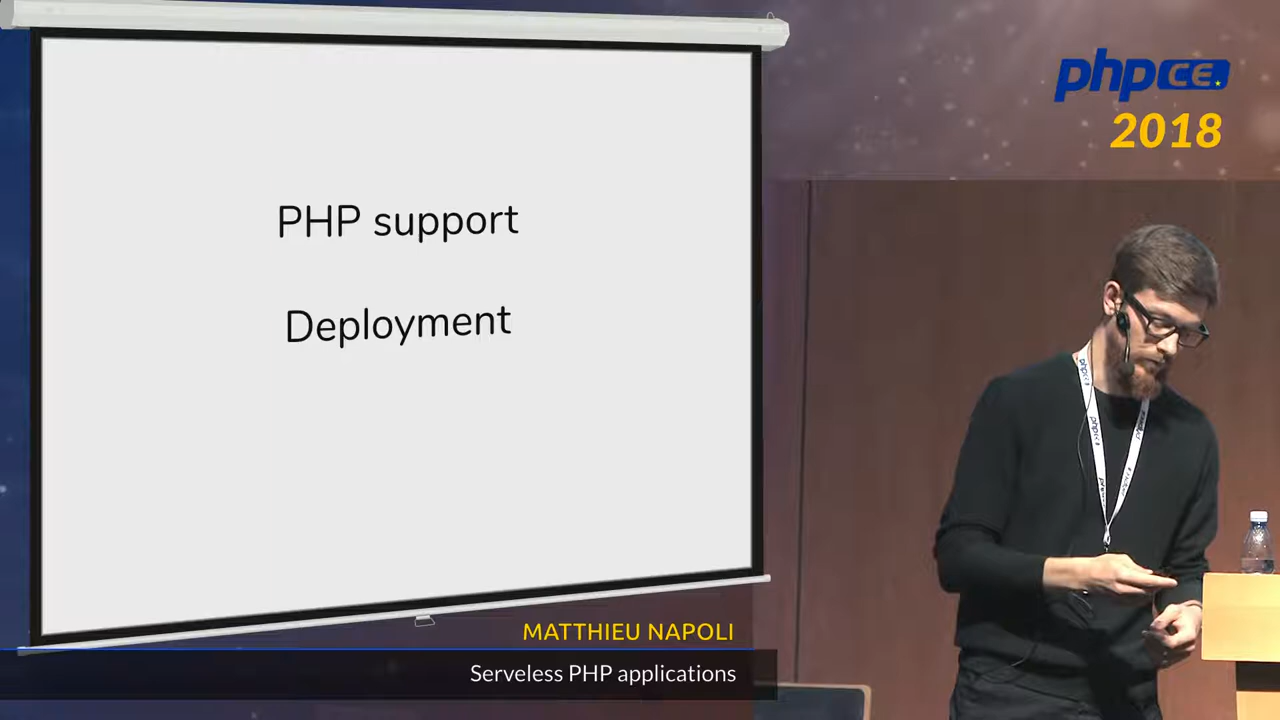 PHP support
Deployment
phpce
2018
MATTHIEU NAPOLI
Serveless PHP applications